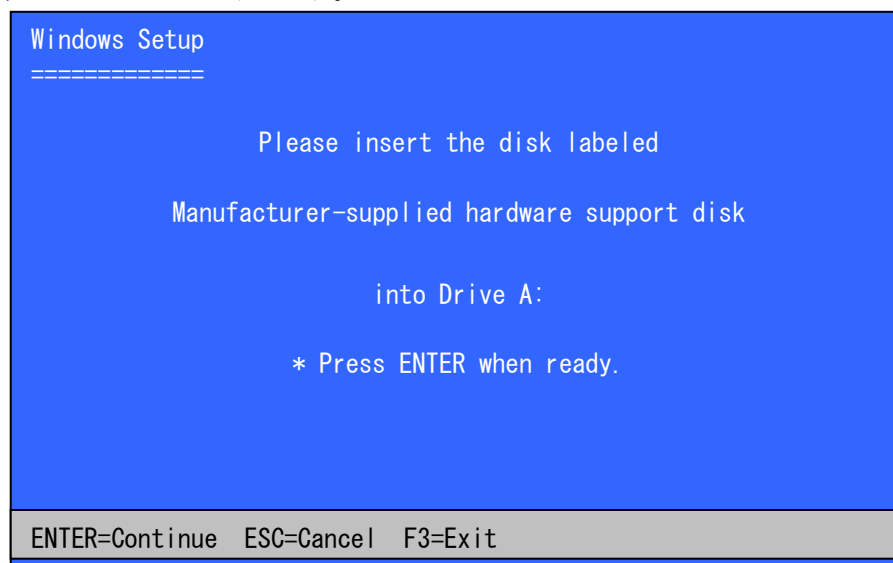 Windows Setup
=============
Please insert the disk labeled
Manufacturer-supplied hardware support disk
into Drive A:
* Press ENTER when ready.
ENTER=Continue ESC=Cancel F3=Exit